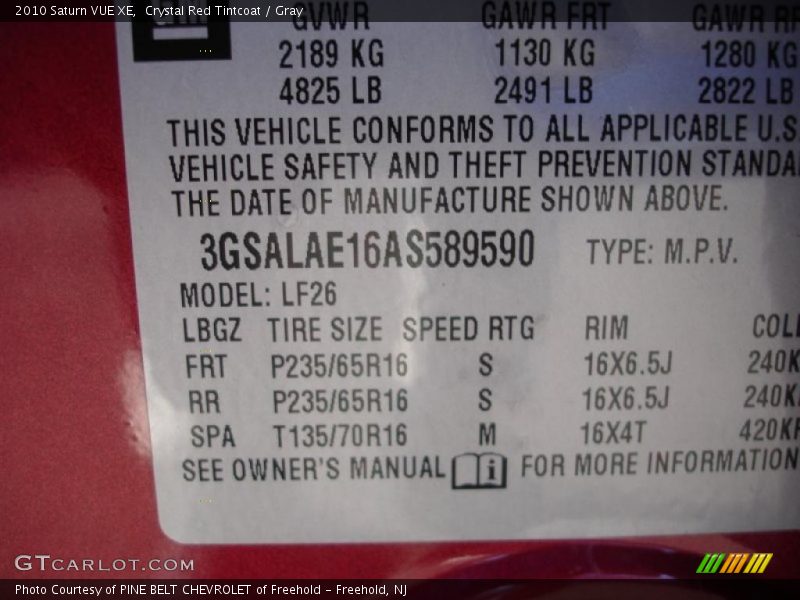 2010 Saturn VUE XE, Crystal Red Tintcoat / Gray
GM
GVWR GAWR FRT GAWR
2189 KG 1130 KG 1280 KG
4825 LB 2491 LB 2822 LB
THIS VEHICLE CONFORMS TO ALL APPLICABLE U.S
VEHICLE SAFETY AND THEFT PREVENTION STANDA
THE DATE OF MANUFACTURE SHOWN ABOVE.
3GSALAE16AS589590 TYPE: M.P.V.
MODEL: LF26
LBGZ TIRE SIZE SPEED RTG RIM COL
FRT P235/65R16 S 16X6.5J 240K
RR P235/65R16 S 16X6.5J 240K
SPA T135/70R16 M 16X4T 420K
SEE OWNER'S MANUAL i FOR MORE INFORMATION
GTCARLOT.COM
Photo Courtesy of PINE BELT CHEVROLET of Freehold - Freehold, NJ